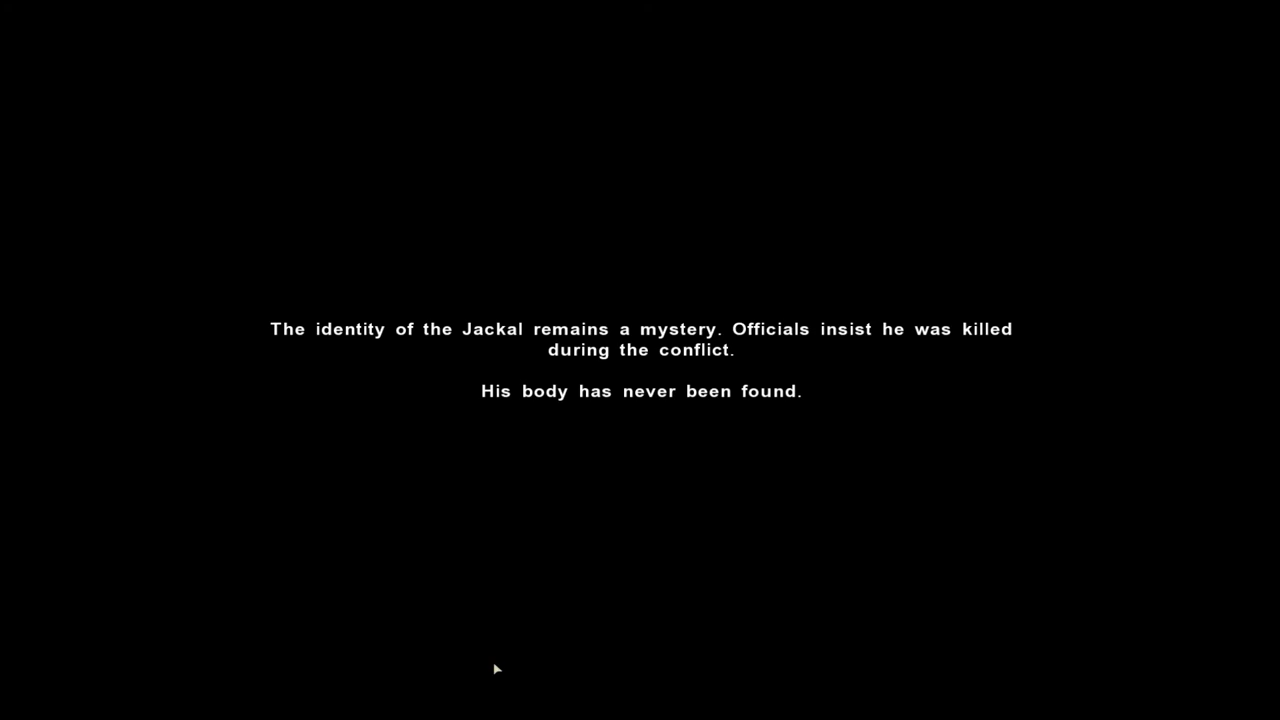 The identity of the Jackal remains a mystery. Officials insist he was killed
during the conflict.
His body has never been found.